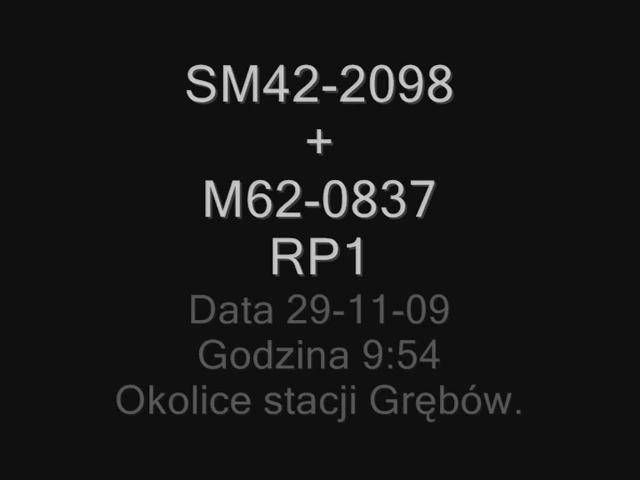 SM42-2098
+
M62-0837
RP1
Data 29-11-09
Godzina 9:54
Okolice stacji Grębów.